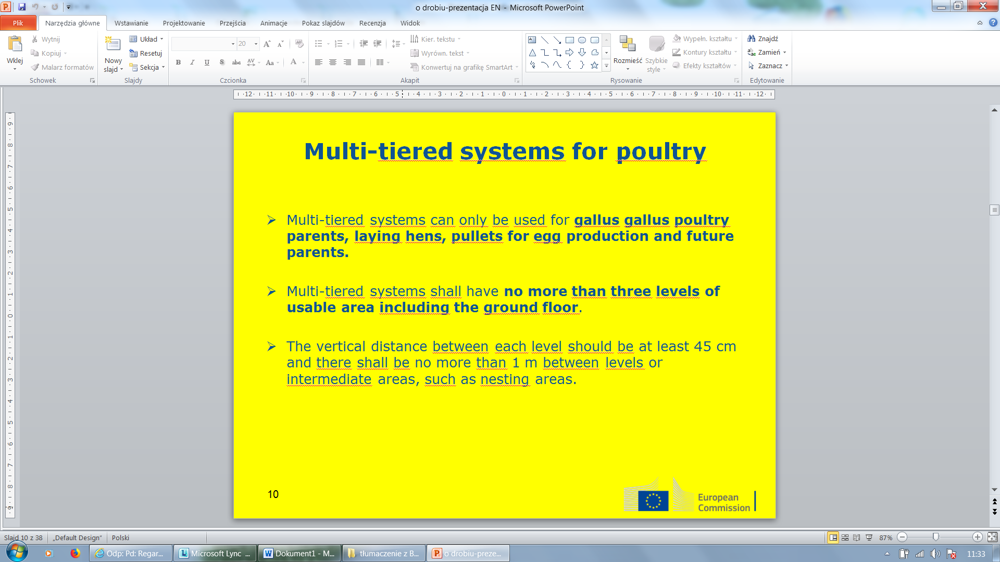 o drobiu-prezentacja EN - Microsoft PowerPoint
Plik Narzędzia główne Wstawianie Projektowanie Przejścia Animacje Pokaz slajdów Recenzja Widok
Wklej
Wytnij
Kopiuj
Malarz formatów
Schowek
Nowy slajd
Układ
Resetuj
Sekcja
Slajdy
20
Czcionka
Kier. tekstu
Wyrówn. tekst
Konwertuj na grafikę SmartArt
Akapit
Rozmieść
Szybkie style
Wypełn. kształtu
Kontury kształtu
Efekty kształtów
Rysowanie
Znajdź
Zamień
Zaznacz
Edytowanie
12 11 10 9 8 7 6 5 4 3 2 1 0 1 2 3 4 5 6 7 8 9 10 11 12
9 8 7 6 5 4 3 2 1 0 1 2 3 4 5 6 7 8 9
Multi-tiered systems for poultry
Multi-tiered systems can only be used for gallus gallus poultry
parents, laying hens, pullets for egg production and future
parents.
Multi-tiered systems shall have no more than three levels of
usable area including the ground floor.
The vertical distance between each level should be at least 45 cm
and there shall be no more than 1 m between levels or
intermediate areas, such as nesting areas.
10
European
Commission
Slajd 10 z 38 „Default Design" Polski 87%
Odp: Pd: Regar... Microsoft Lync ... Dokument1 - M... tłumaczenie z B... o drobiu-preze... 11:33